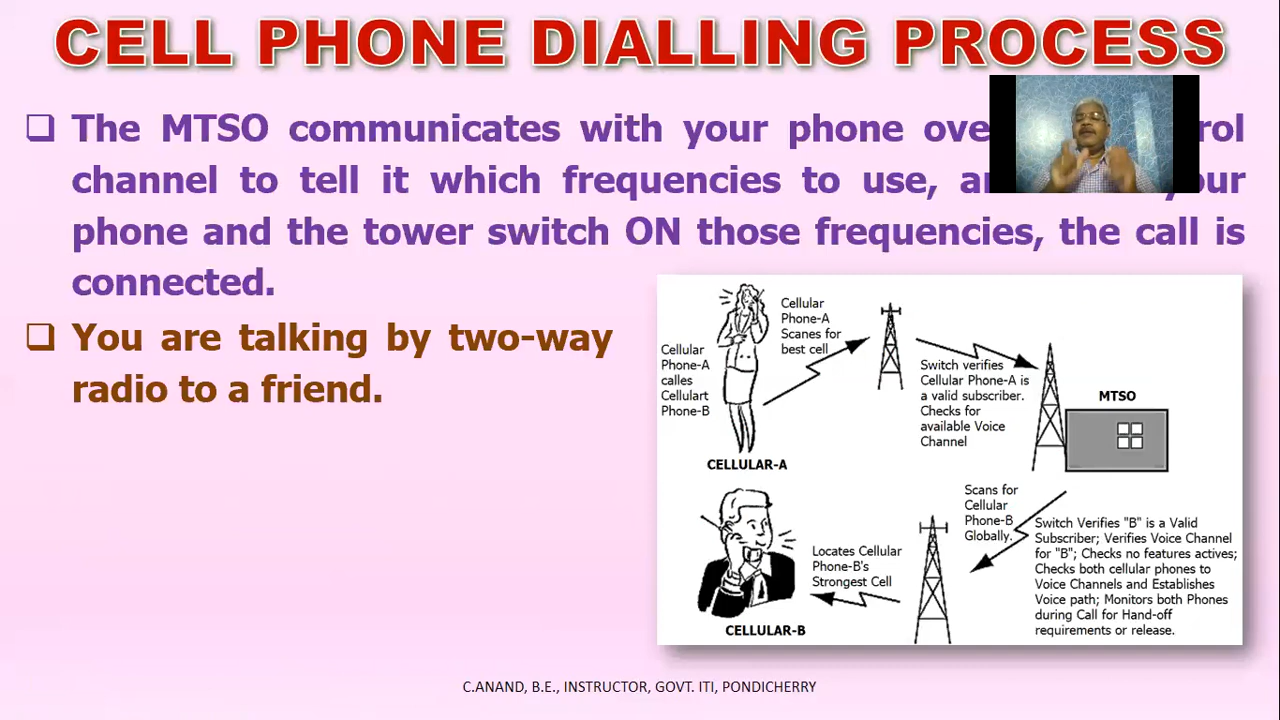 CELL PHONE DIALLING PROCESS
❑ The MTSO communicates with your phone
channel to tell it which frequencies to use,
phone and the tower switch ON those frequencies, the call is
connected.
❑ You are talking by two-way
radio to a friend.
Cellular
Phone-A
calles
Cellulart
Phone-B
CELLULAR-A
Cellular
Phone-A
Scanes for
best cell
Switch verifies
Cellular Phone-A is
a valid subscriber.
Checks for
available Voice
Channel
MTSO
Scans for
Cellular
Phone-B
Globally.
Switch Verifies "B" is a Valid
Subscriber; Verifies Voice Channel
for "B"; Checks no features actives;
Checks both cellular phones to
Voice Channels and Establishes
Voice path; Monitors both Phones
during Call for Hand-off
requirements or release.
Locates Cellular
Phone-B's
Strongest Cell
CELLULAR-B
C.ANAND, B.E., INSTRUCTOR, GOVT. ITI, PONDICHERRY